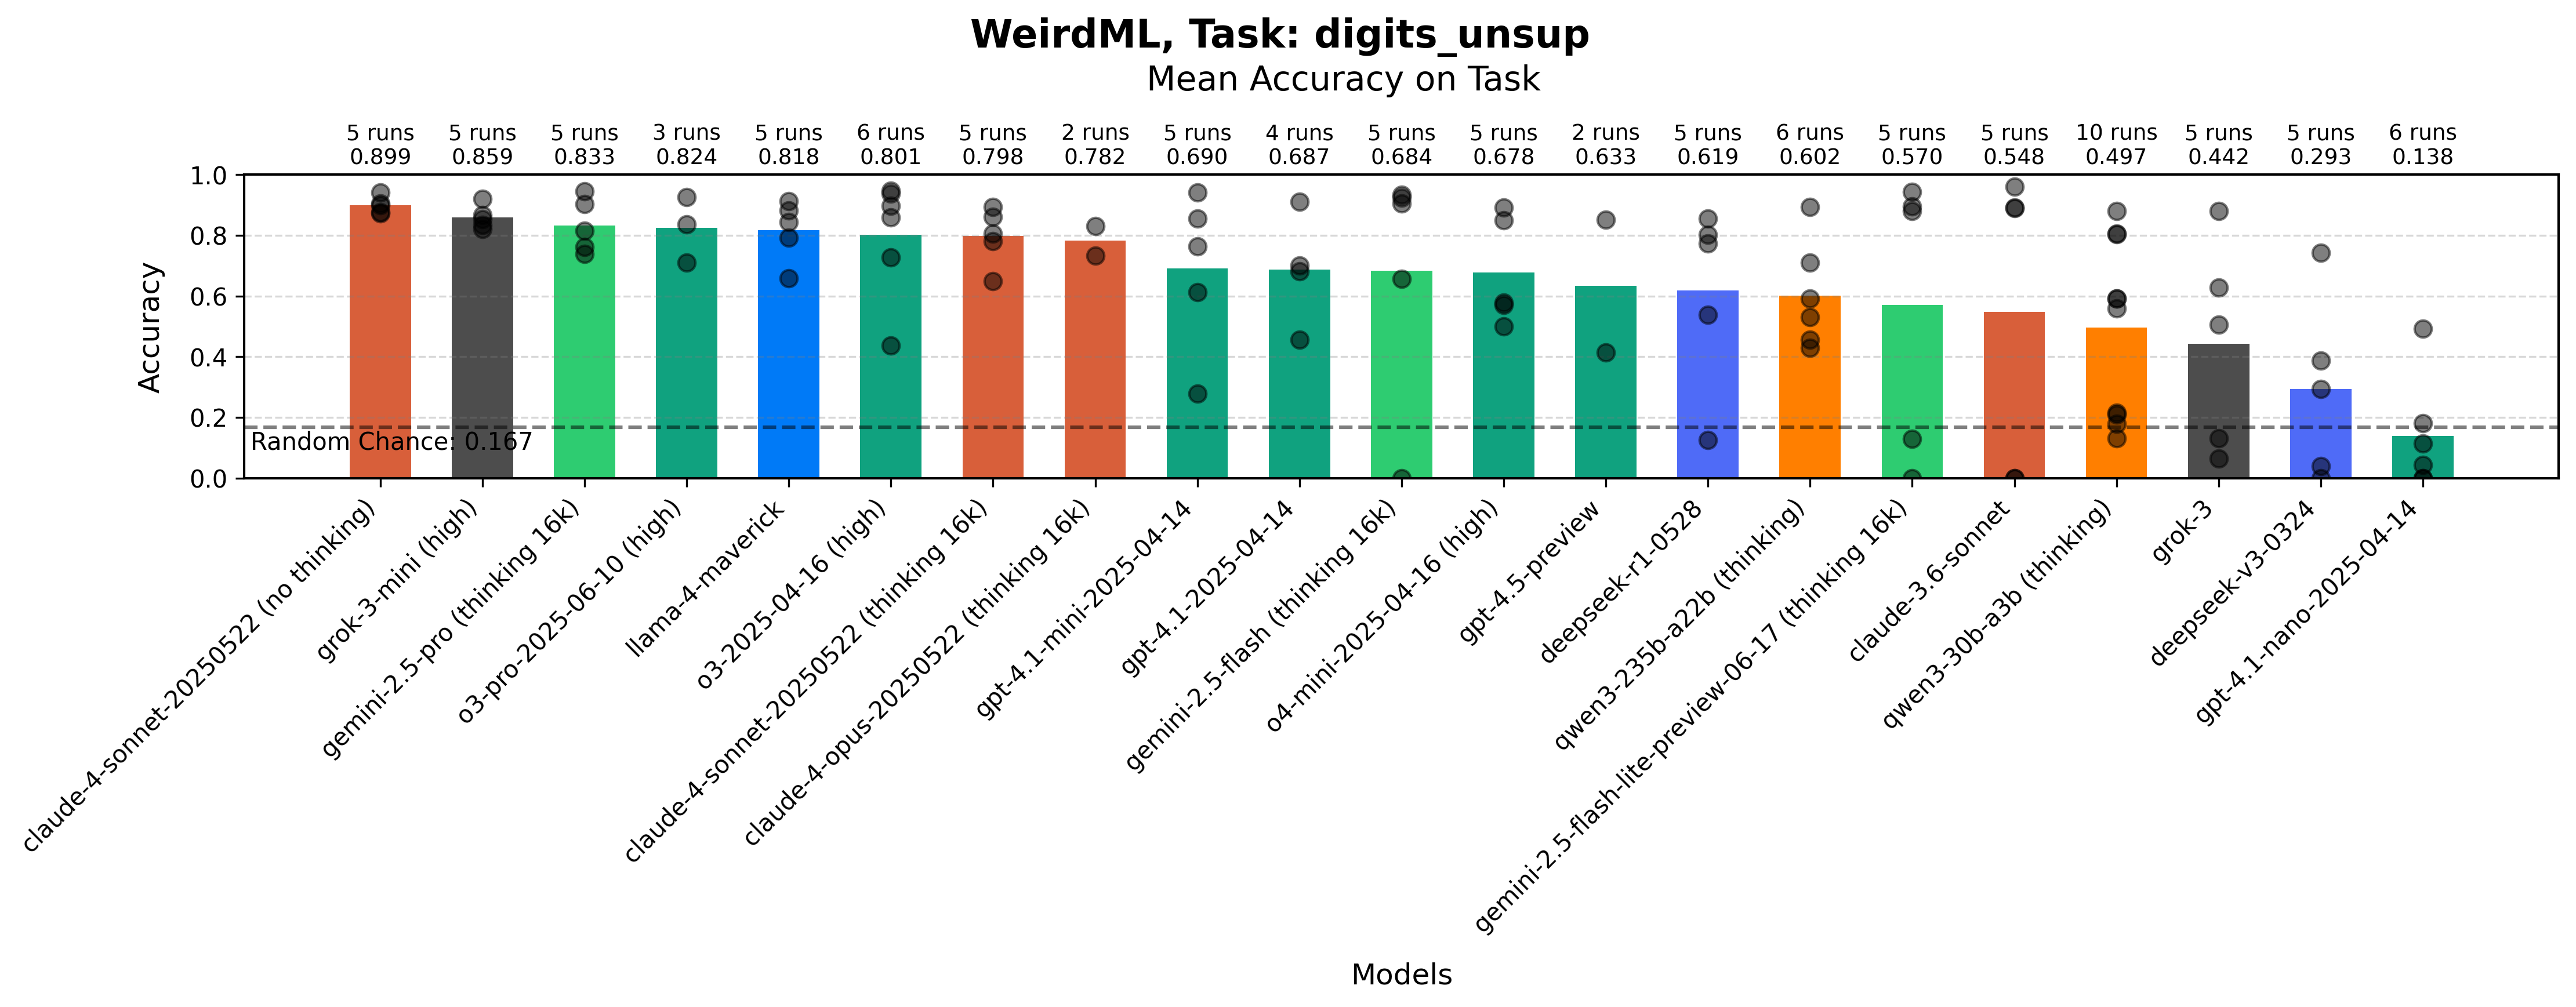 WeirdML, Task: digits_unsup
Mean Accuracy on Task
5 runs 5 runs 5 runs 3 runs 5 runs 6 runs 5 runs 2 runs 5 runs 4 runs 5 runs 5 runs 2 runs 5 runs 6 runs 5 runs 5 runs 10 runs 5 runs 5 runs 6 runs
0.899 0.859 0.833 0.824 0.818 0.801 0.798 0.782 0.690 0.687 0.684 0.678 0.633 0.619 0.602 0.570 0.548 0.497 0.442 0.293 0.138
1.0
0.8
0.6
0.4
0.2
0.0
Accuracy
Random Chance: 0.167
claude-4-sonnet-20250522 (no thinking)
grok-3-mini (high)
gemini-2.5-pro (thinking 16k)
o3-pro-2025-06-10 (high)
llama-4-maverick
o3-2025-04-16 (high)
claude-4-sonnet-20250522 (thinking 16k)
claude-4-opus-20250522 (thinking 16k)
gpt-4.1-mini-2025-04-14
gpt-4.1-2025-04-14
gemini-2.5-flash (thinking 16k)
o4-mini-2025-04-16 (high)
gpt-4.5-preview
deepseek-r1-0528
qwen3-235b-a22b (thinking)
gemini-2.5-flash-lite-preview-06-17 (thinking 16k)
claude-3.6-sonnet
qwen3-30b-a3b (thinking)
grok-3
deepseek-v3-0324
gpt-4.1-nano-2025-04-14
Models